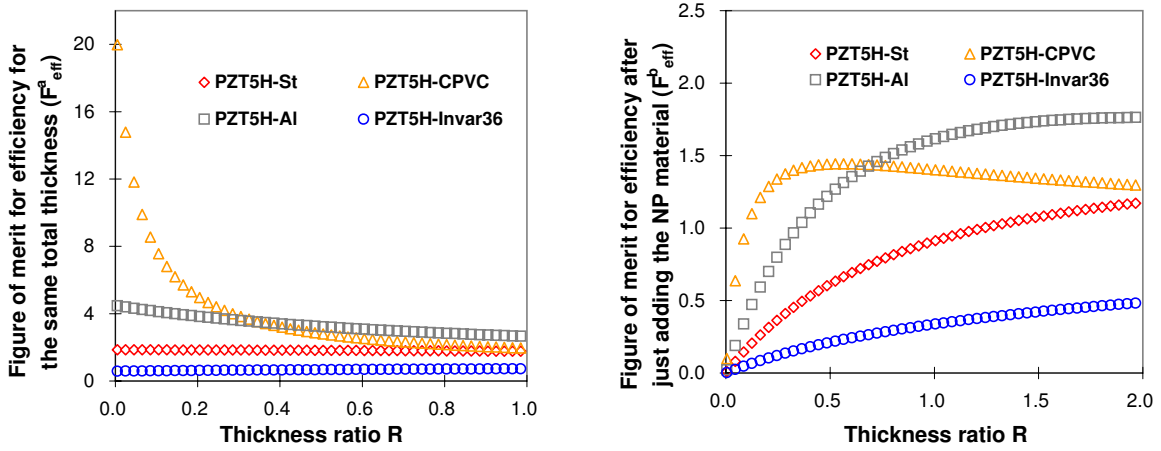 Figure of merit for efficiency for
the same total thickness (Fᵃeff)
20
16
12
8
4
0
PZT5H-St
PZT5H-CPVC
PZT5H-Al
PZT5H-Invar36
0.0 0.2 0.4 0.6 0.8 1.0
Thickness ratio R
Figure of merit for efficiency after
just adding the NP material (Fᵇeff)
2.5
2.0
1.5
1.0
0.5
0.0
PZT5H-St
PZT5H-CPVC
PZT5H-Al
PZT5H-Invar36
0.0 0.5 1.0 1.5 2.0
Thickness ratio R